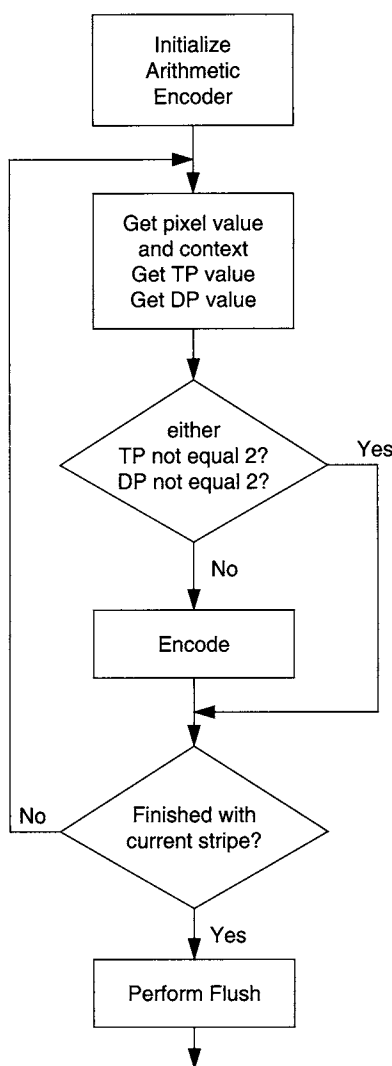 Initialize
Arithmetic
Encoder
Get pixel value
and context
Get TP value
Get DP value
either
TP not equal 2?
DP not equal 2?
Yes
No
Encode
Finished with
current stripe?
No
Yes
Perform Flush